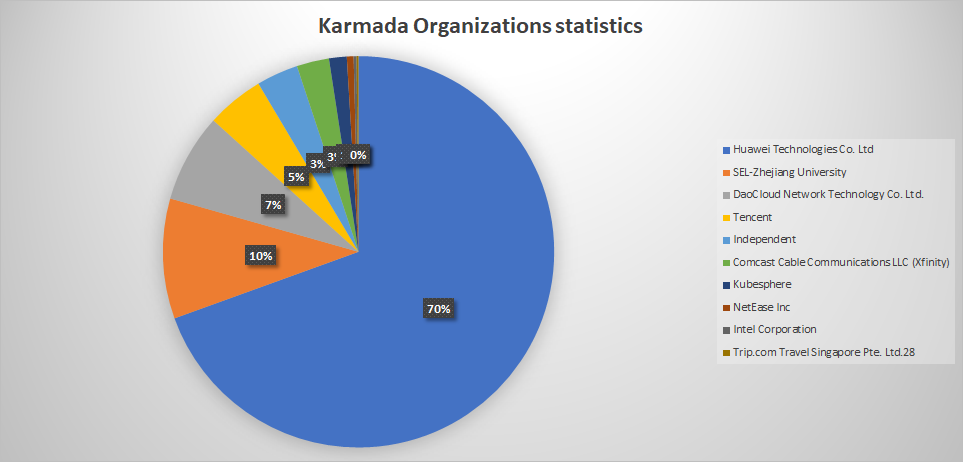 Karmada Organizations statistics
70%
10%
7%
5%
3%
3%
0%
Huawei Technologies Co. Ltd
SEL-Zhejiang University
DaoCloud Network Technology Co. Ltd.
Tencent
Independent
Comcast Cable Communications LLC (Xfinity)
Kubesphere
NetEase Inc
Intel Corporation
Trip.com Travel Singapore Pte. Ltd.28